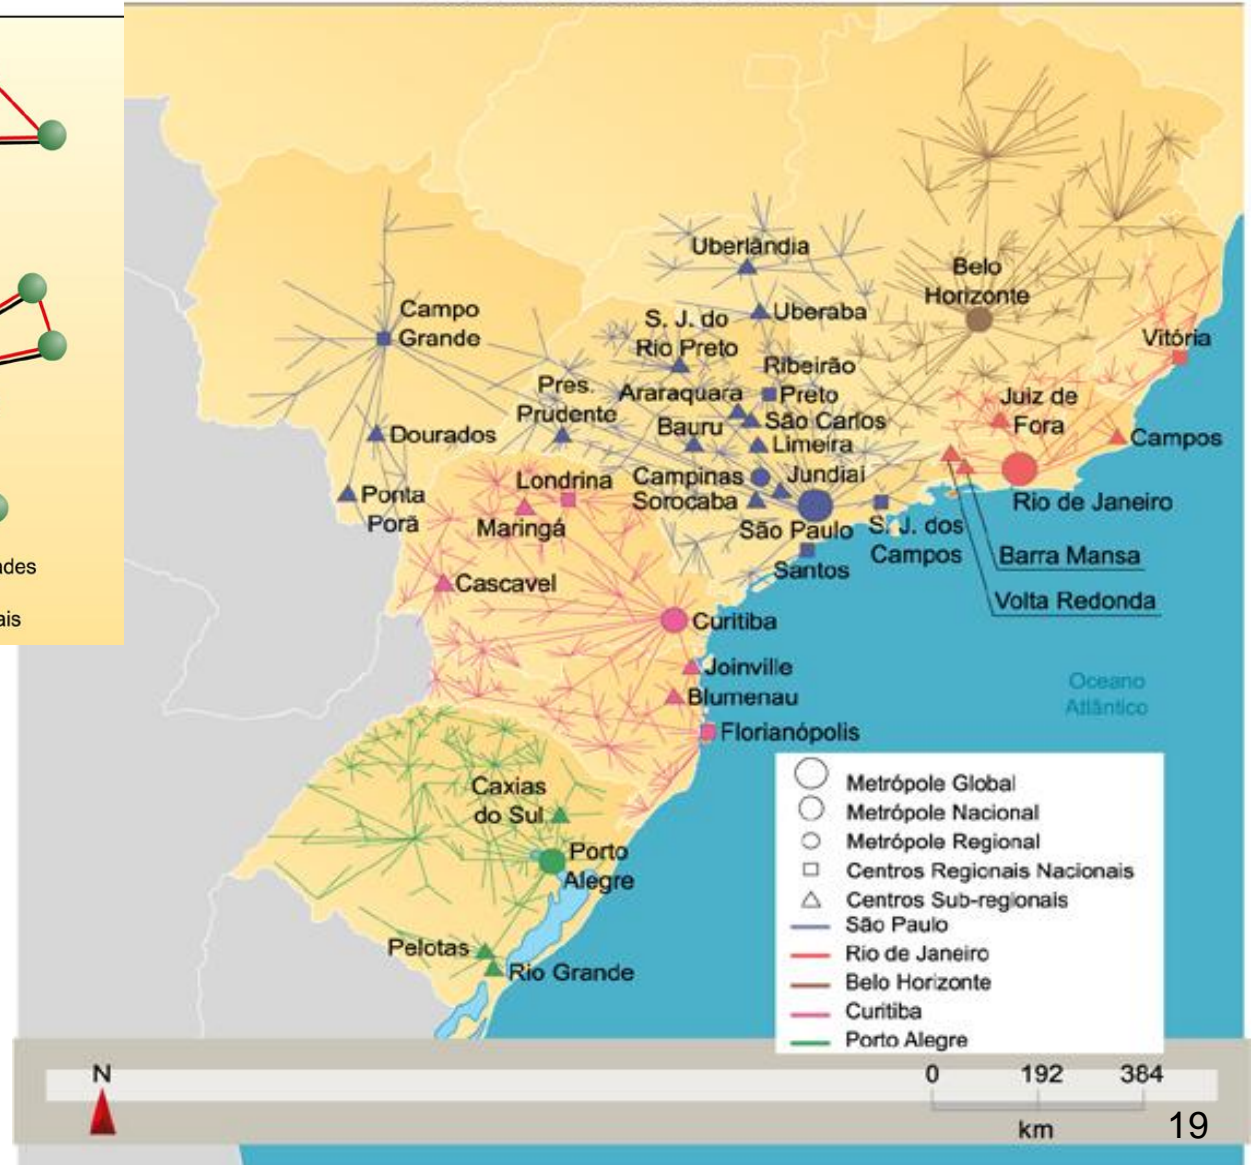 ades
ais
Uberlândia
Belo
Horizonte
Campo
Grande
S. J. do
Rio Preto
Uberaba
Vitória
Ribeirão
Preto
Pres.
Prudente
Araraquara
São Carlos
Juiz de
Fora
Dourados
Bauru
Limeira
Campos
Londrina
Campinas
Jundiaí
Ponta
Porã
Maringá
Sorocaba
São Paulo
S. J. dos
Campos
Rio de Janeiro
Santos
Barra Mansa
Cascavel
Volta Redonda
Curitiba
Joinville
Blumenau
Oceano
Atlântico
Florianópolis
Caxias
do Sul
Porto
Alegre
Pelotas
Rio Grande
Metrópole Global
Metrópole Nacional
Metrópole Regional
Centros Regionais Nacionais
Centros Sub-regionais
São Paulo
Rio de Janeiro
Belo Horizonte
Curitiba
Porto Alegre
N
0 192 384
km
19